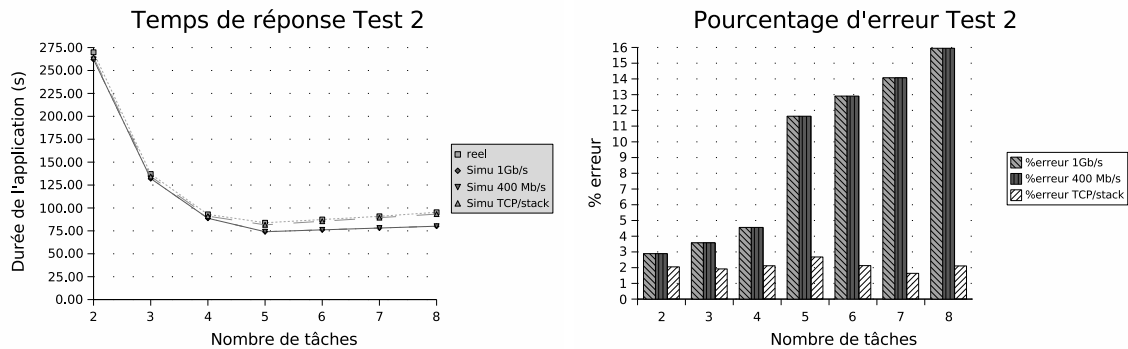 Temps de réponse Test 2
Durée de l'application (s)
275.00
250.00
225.00
200.00
175.00
150.00
125.00
100.00
75.00
50.00
25.00
0.00
2 3 4 5 6 7 8
Nombre de tâches
reel
Simu 1Gb/s
Simu 400 Mb/s
Simu TCP/stack
Pourcentage d'erreur Test 2
% erreur
16
15
14
13
12
11
10
9
8
7
6
5
4
3
2
1
0
2 3 4 5 6 7 8
Nombre de tâches
%erreur 1Gb/s
%erreur 400 Mb/s
%erreur TCP/stack